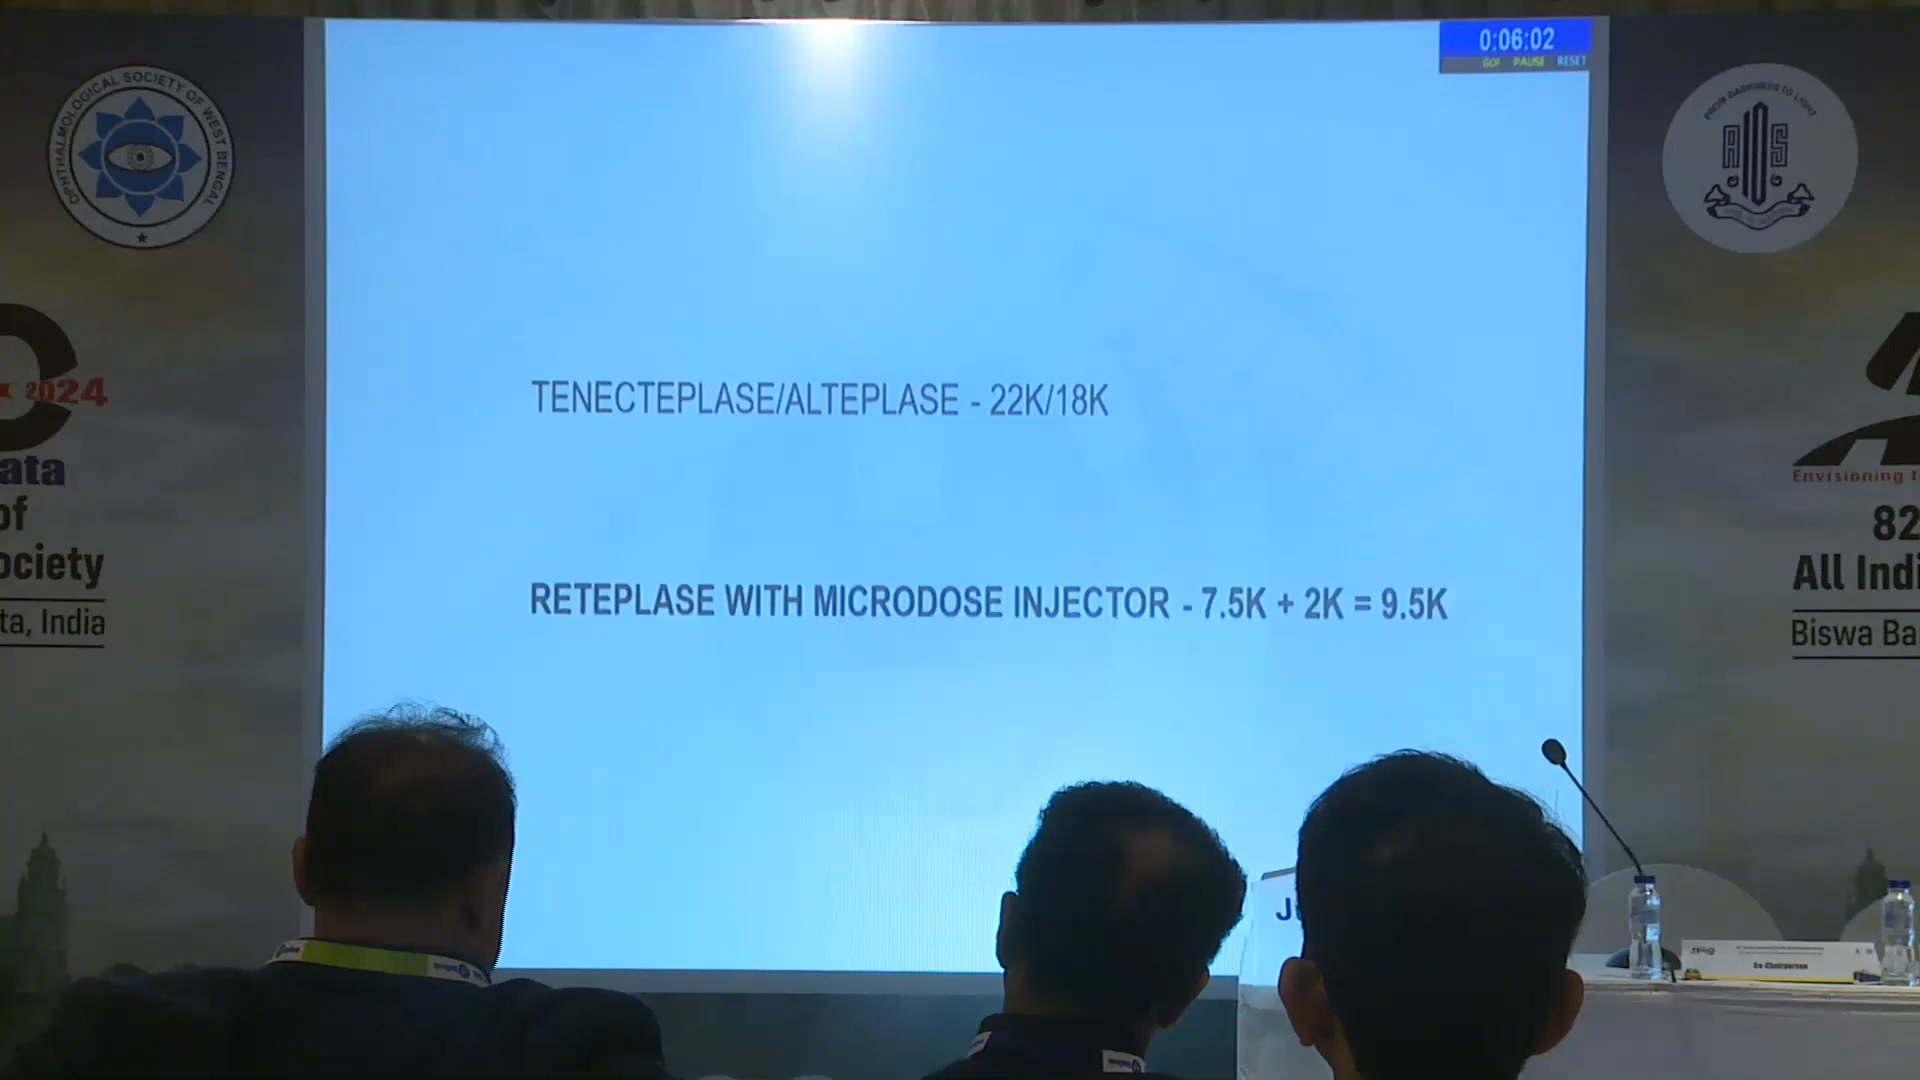 0:06:02
GO! PAUSE RESET
OPHTHALMOLOGICAL SOCIETY OF WEST BENGAL
FROM DARKNESS TO LIGHT
AIOS
TENECTEPLASE/ALTEPLASE - 22K/18K
RETEPLASE WITH MICRODOSE INJECTOR - 7.5K + 2K = 9.5K
2024
ata
of
ociety
ta, India
Envisioning
82
All Indi
Biswa Ba
Co-Chairperson